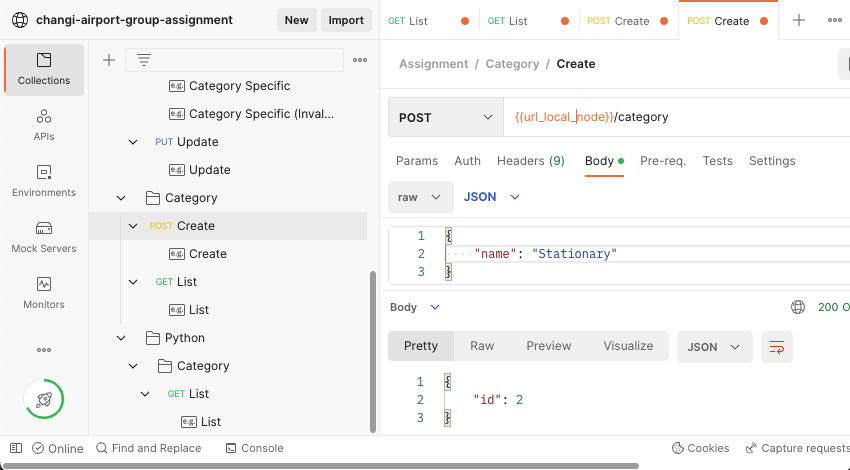 changi-airport-group-assignment New Import
GET List GET List POST Create POST Create
Collections
APIs
Environments
Mock Servers
Monitors
e.g. Category Specific
e.g. Category Specific (Inval...
PUT Update
e.g. Update
Category
POST Create
e.g. Create
GET List
e.g. List
Python
Category
GET List
e.g. List
Assignment / Category / Create
POST {{url_local_node}}/category
Params Auth Headers (9) Body Pre-req. Tests Settings
raw JSON
1 {
2 "name": "Stationary"
3 }
Body 200 O
Pretty Raw Preview Visualize JSON
1 {
2 "id": 2
3 }
Online Find and Replace Console Cookies Capture requests